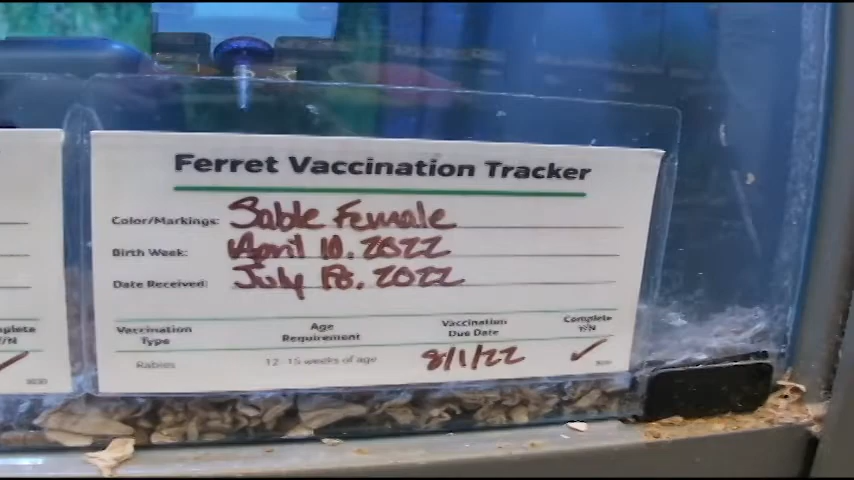 Ferret Vaccination Tracker
Color/Markings: Sable Female
Birth Week: April 10. 2022
Date Received: July 18. 2022
Vaccination Type Age Requirement Vaccination Due Date Complete Y/N
Rabies 12-15 weeks of age 8/1/22 ✓